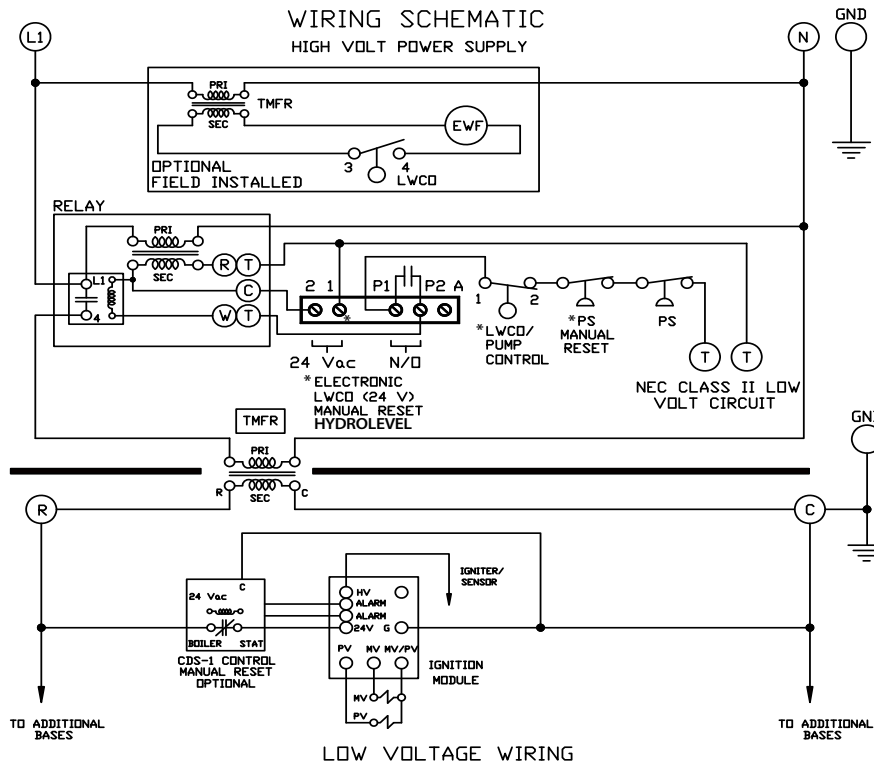 WIRING SCHEMATIC
HIGH VOLT POWER SUPPLY
L1
N
GND
PRI
TMFR
SEC
EWF
3
4
LWCO
OPTIONAL
FIELD INSTALLED
RELAY
PRI
SEC
R T
C
W T
L1
4
2 1
*
P1
P2 A
1
2
*LWCO/
PUMP
CONTROL
*PS
MANUAL
RESET
PS
T
T
NEC CLASS II LOW
VOLT CIRCUIT
24 Vac
N/O
*ELECTRONIC
LWCO (24 V)
MANUAL RESET
HYDROLEVEL
TMFR
PRI
R
SEC
C
GN
R
C
C
24 Vac
BOILER STAT
CDS-1 CONTROL
MANUAL RESET
OPTIONAL
HV
ALARM
ALARM
24V G
PV MV MV/PV
IGNITER/
SENSOR
IGNITION
MODULE
MV
PV
TO ADDITIONAL
BASES
TO ADDITIONAL
BASES
LOW VOLTAGE WIRING